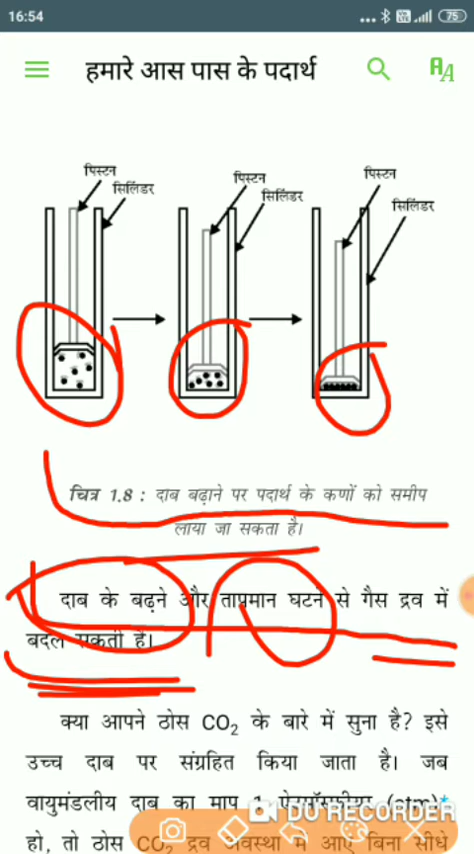 16:54
75
हमारे आस पास के पदार्थ
पिस्टन
सिलिंडर
पिस्टन
सिलिंडर
पिस्टन
सिलिंडर
चित्र 1.8 : दाब बढ़ाने पर पदार्थ के कणों को समीप
लाया जा सकता है।
दाब के बढ़ने और तापमान घटने से गैस द्रव में
बदल सकती है।
क्या आपने ठोस CO₂ के बारे में सुना है? इसे
उच्च दाब पर संग्रहित किया जाता है। जब
वायुमंडलीय दाब का माप 1 (atm)*
DU RECORDER
हो, तो ठोस CO₂ द्रव अवस्था में आए बिना सीधे